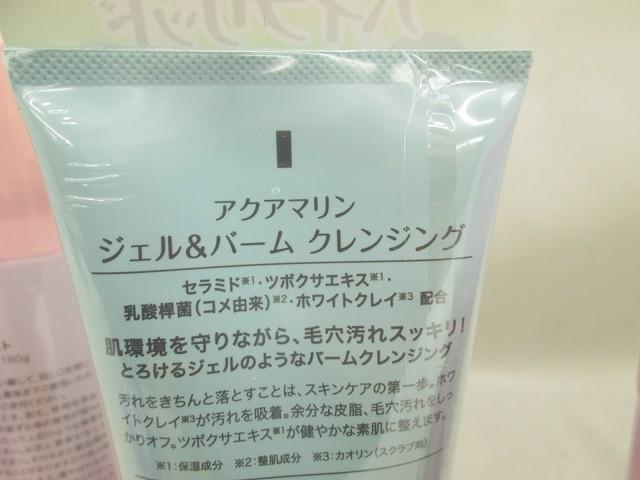 ハイブリッド
アクアマリン
ジェル&バーム クレンジング
セラミド※1・ツボクサエキス※1・
乳酸桿菌(コメ由来)※2・ホワイトクレイ※3 配合
肌環境を守りながら、毛穴汚れスッキリ!
とろけるジェルのようなバームクレンジング
汚れをきちんと落とすことは、スキンケアの第一歩。ホワ
イトクレイ※3が汚れを吸着。余分な皮脂、毛穴汚れをしっ
かりオフ。ツボクサエキス※1が健やかな素肌に整えます。
※1:保湿成分 ※2:整肌成分 ※3:カオリン(スクラブ剤)
180g